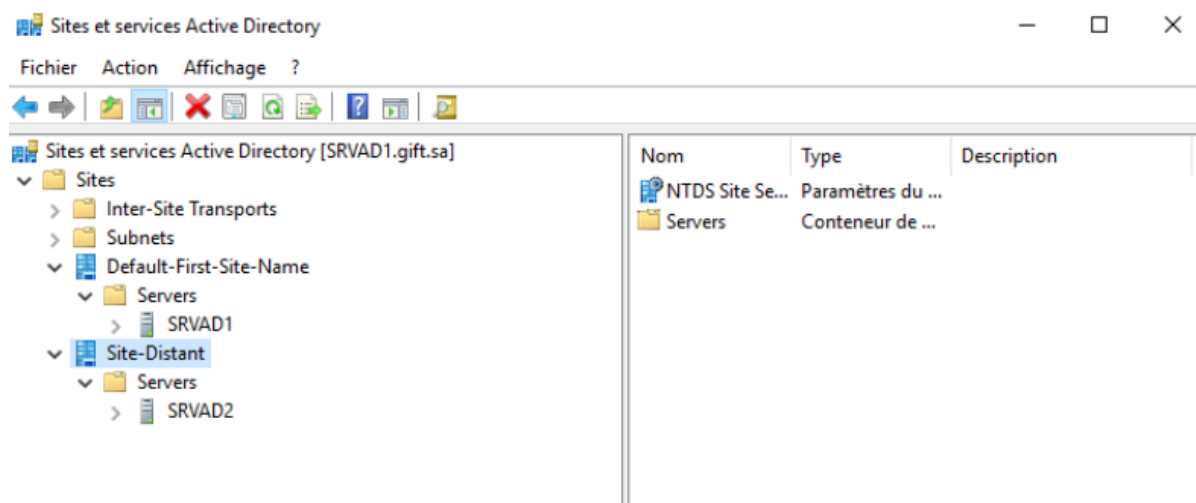 Sites et services Active Directory
Fichier Action Affichage ?
Sites et services Active Directory [SRVAD1.gift.sa]
Sites
Inter-Site Transports
Subnets
Default-First-Site-Name
Servers
SRVAD1
Site-Distant
Servers
SRVAD2
Nom Type Description
NTDS Site Se... Paramètres du ...
Servers Conteneur de ...